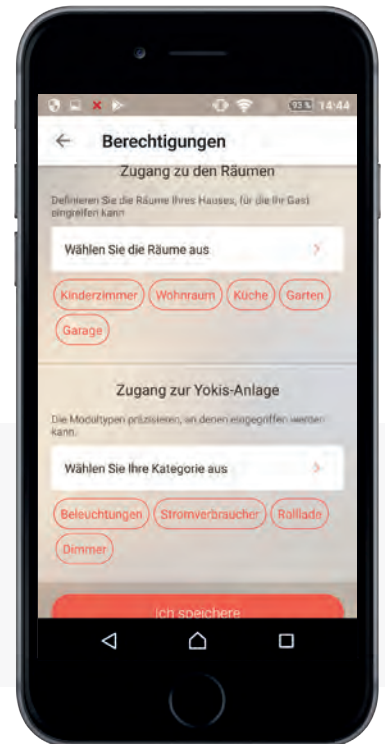 93 % 14:44
Berechtigungen
Zugang zu den Räumen
Definieren Sie die Räume Ihres Hauses, für die Ihr Gast
eingreifen kann
Wählen Sie die Räume aus
Kinderzimmer Wohnraum Küche Garten
Garage
Zugang zur Yokis-Anlage
Die Modultypen präzisieren, an denen eingegriffen werden
kann.
Wählen Sie Ihre Kategorie aus
Beleuchtungen Stromverbraucher Rolllade
Dimmer
Ich speichere